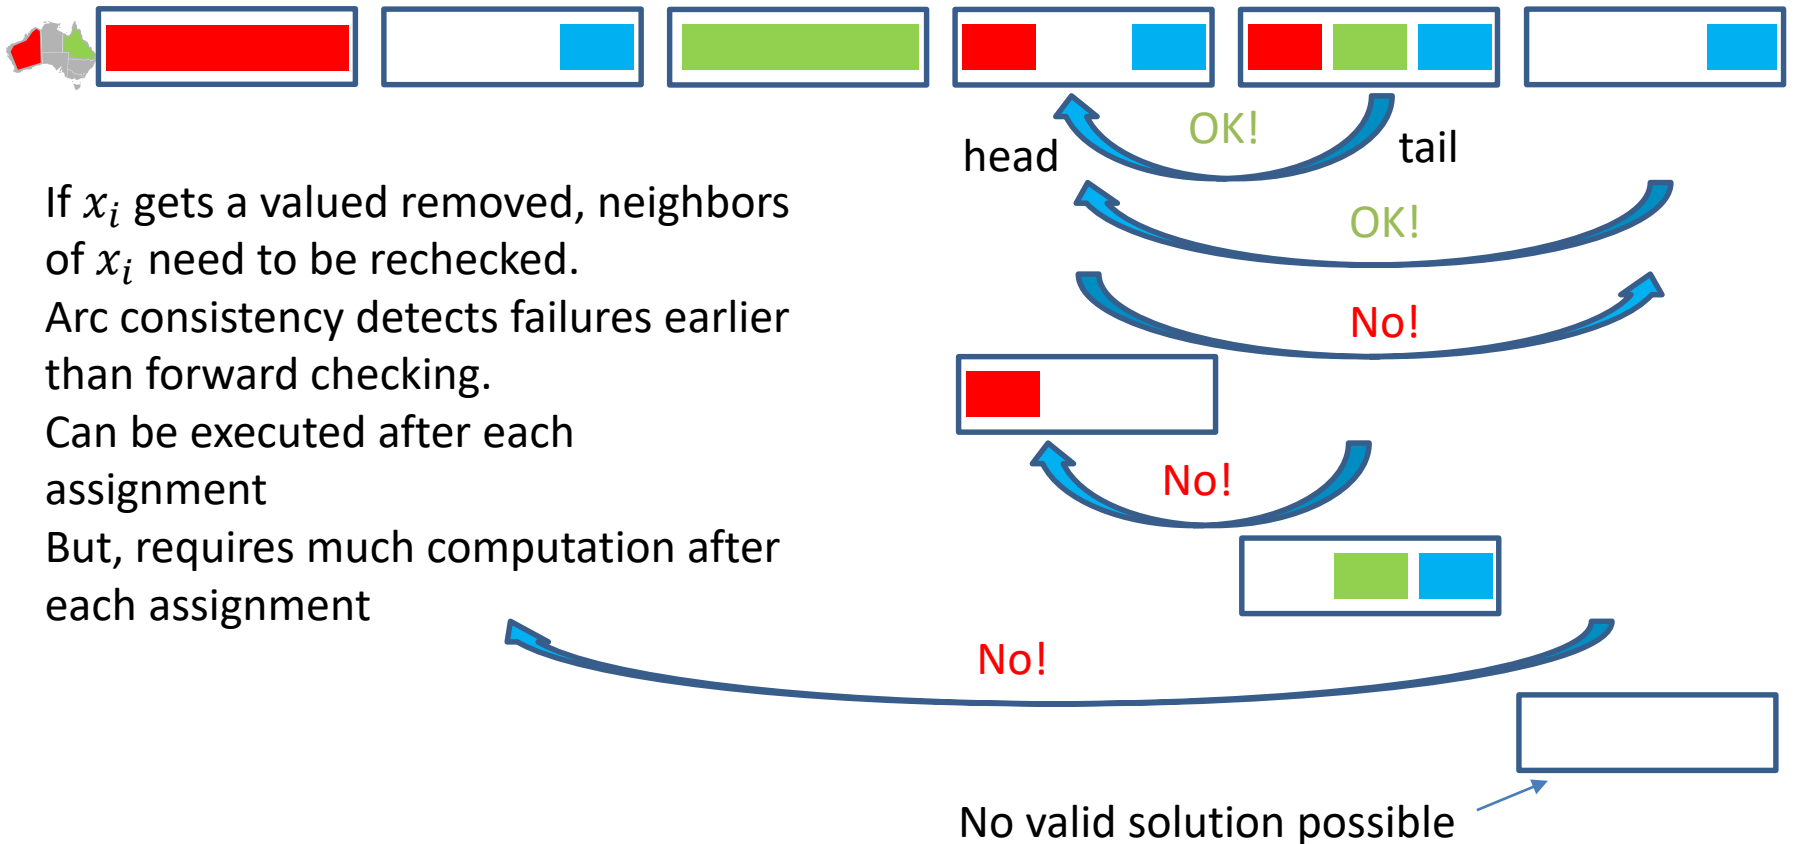 OK!
head
tail
If x_i gets a valued removed, neighbors
of x_i need to be rechecked.
OK!
Arc consistency detects failures earlier
than forward checking.
No!
Can be executed after each
assignment
No!
But, requires much computation after
each assignment
No!
No valid solution possible